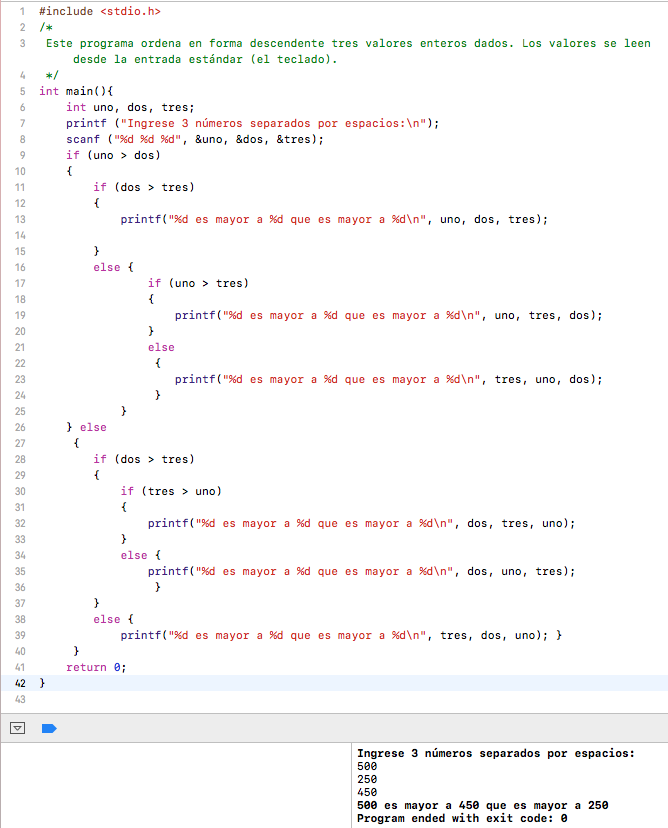 1 #include <stdio.h>
2 /*
3 Este programa ordena en forma descendente tres valores enteros dados. Los valores se leen
desde la entrada estándar (el teclado).
4 */
5 int main(){
6 int uno, dos, tres;
7 printf ("Ingrese 3 números separados por espacios:\n");
8 scanf ("%d %d %d", &uno, &dos, &tres);
9 if (uno > dos)
10 {
11 if (dos > tres)
12 {
13 printf("%d es mayor a %d que es mayor a %d\n", uno, dos, tres);
14
15 }
16 else {
17 if (uno > tres)
18 {
19 printf("%d es mayor a %d que es mayor a %d\n", uno, tres, dos);
20 }
21 else
22 {
23 printf("%d es mayor a %d que es mayor a %d\n", tres, uno, dos);
24 }
25 }
26 } else
27 {
28 if (dos > tres)
29 {
30 if (tres > uno)
31 {
32 printf("%d es mayor a %d que es mayor a %d\n", dos, tres, uno);
33 }
34 else {
35 printf("%d es mayor a %d que es mayor a %d\n", dos, uno, tres);
36 }
37 }
38 else {
39 printf("%d es mayor a %d que es mayor a %d\n", tres, dos, uno); }
40 }
41 return 0;
42 }
43
Ingrese 3 números separados por espacios:
500
250
450
500 es mayor a 450 que es mayor a 250
Program ended with exit code: 0